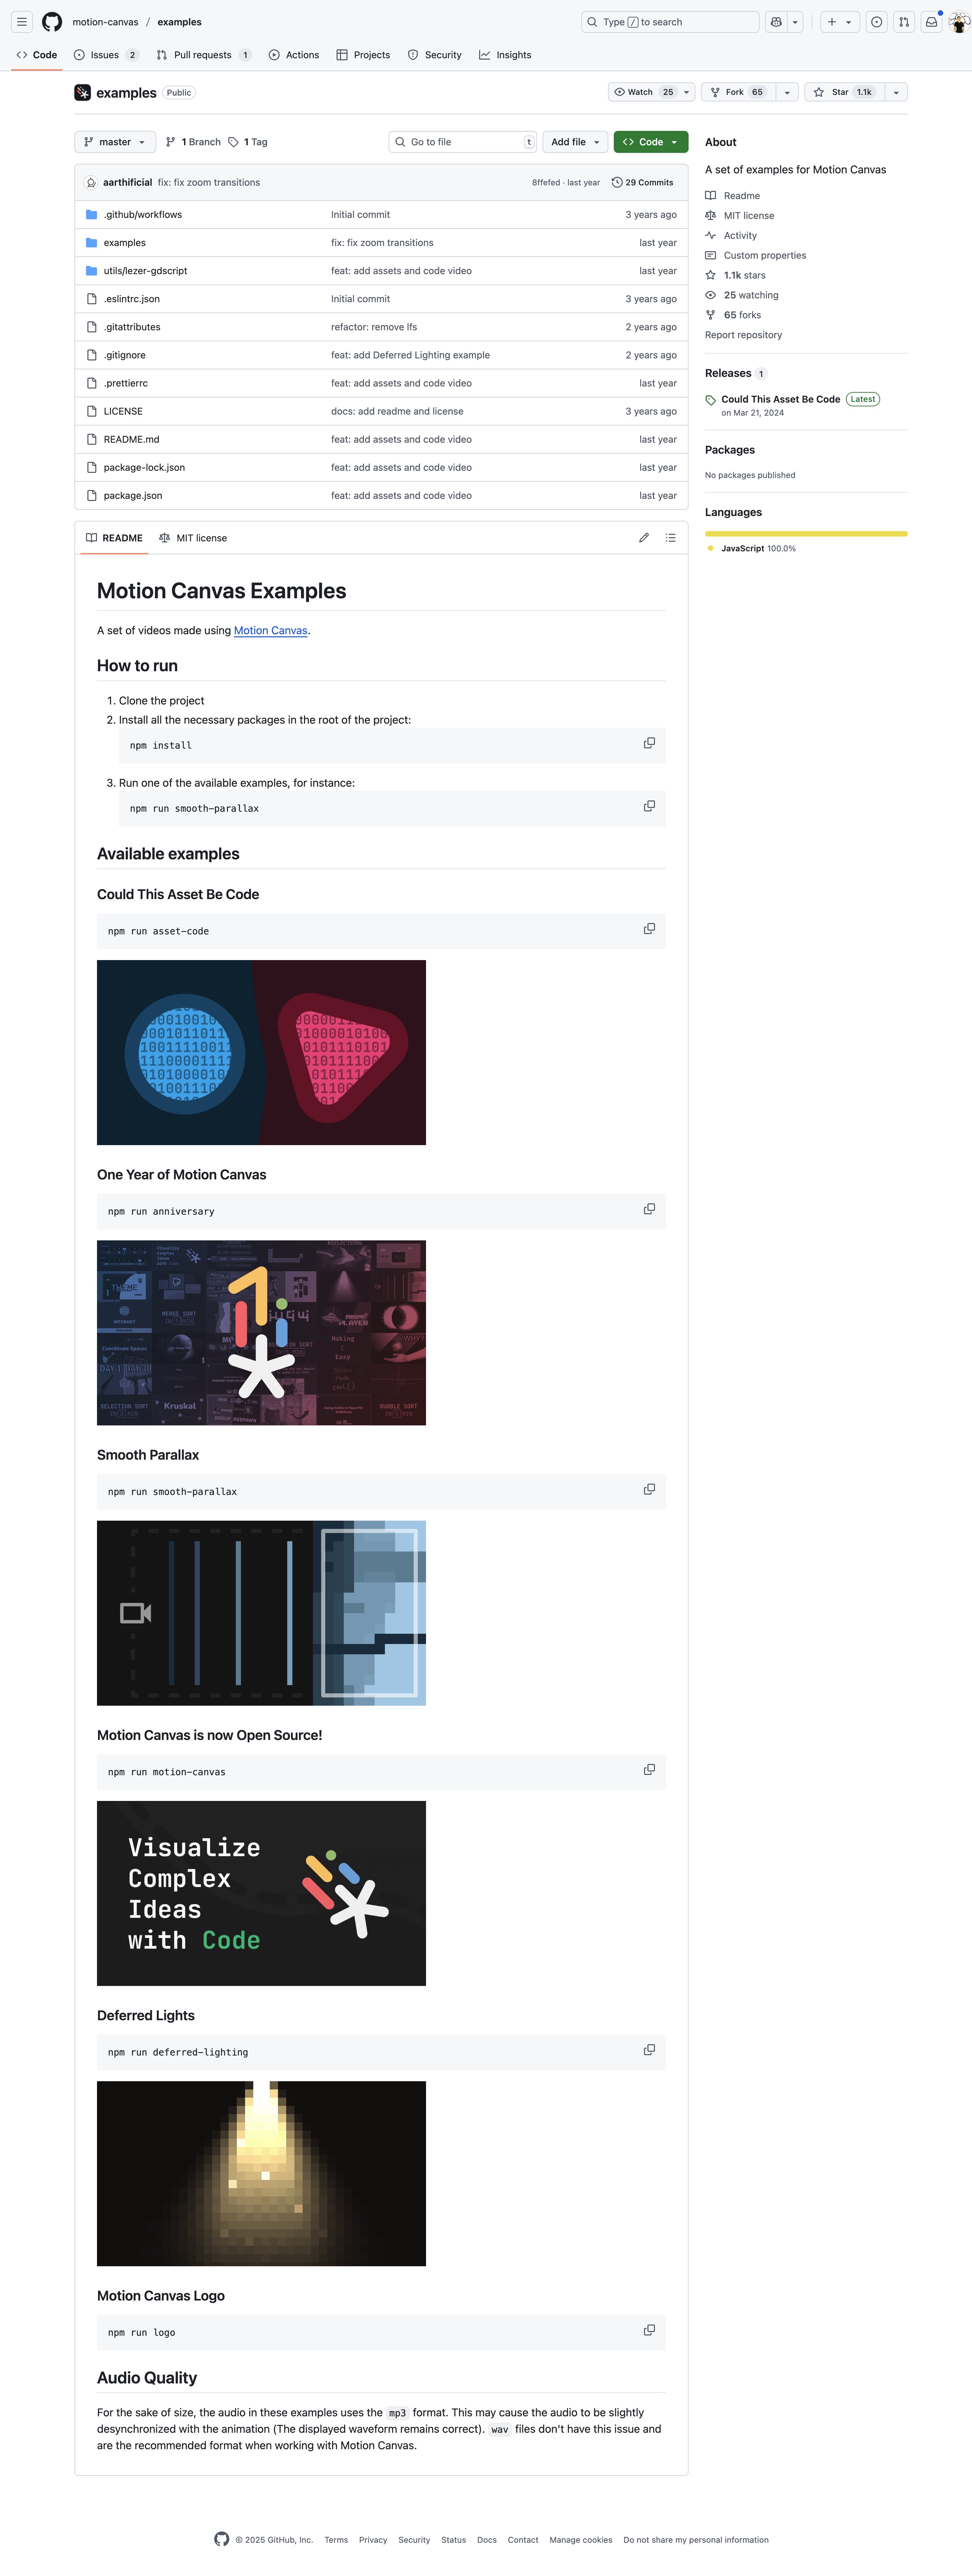 motion-canvas / examples
Type / to search
Code
Issues 2
Pull requests 1
Actions
Projects
Security
Insights
examples Public
Watch 25
Fork 65
Star 1.1k
master
1 Branch
1 Tag
Go to file t
Add file
Code
aarthificial fix: fix zoom transitions 8ffefed · last year 29 Commits
.github/workflows Initial commit 3 years ago
examples fix: fix zoom transitions last year
utils/lezer-gdscript feat: add assets and code video last year
.eslintrc.json Initial commit 3 years ago
.gitattributes refactor: remove lfs 2 years ago
.gitignore feat: add Deferred Lighting example 2 years ago
.prettierrc feat: add assets and code video last year
LICENSE docs: add readme and license 3 years ago
README.md feat: add assets and code video last year
package-lock.json feat: add assets and code video last year
package.json feat: add assets and code video last year
About
A set of examples for Motion Canvas
Readme
MIT license
Activity
Custom properties
1.1k stars
25 watching
65 forks
Report repository
Releases 1
Could This Asset Be Code Latest
on Mar 21, 2024
Packages
No packages published
Languages
JavaScript 100.0%
README MIT license
Motion Canvas Examples
A set of videos made using Motion Canvas.
How to run
1. Clone the project
2. Install all the necessary packages in the root of the project:
npm install
3. Run one of the available examples, for instance:
npm run smooth-parallax
Available examples
Could This Asset Be Code
npm run asset-code
One Year of Motion Canvas
npm run anniversary
MERGE SORT
Coordinate Spaces
Making
Easy
SELECTION SORT
Kruskal
BUBBLE SORT
Smooth Parallax
npm run smooth-parallax
Motion Canvas is now Open Source!
npm run motion-canvas
Visualize
Complex
Ideas
with Code
Deferred Lights
npm run deferred-lighting
Motion Canvas Logo
npm run logo
Audio Quality
For the sake of size, the audio in these examples uses the mp3 format. This may cause the audio to be slightly
desynchronized with the animation (The displayed waveform remains correct). wav files don't have this issue and
are the recommended format when working with Motion Canvas.
© 2025 GitHub, Inc. Terms Privacy Security Status Docs Contact Manage cookies Do not share my personal information